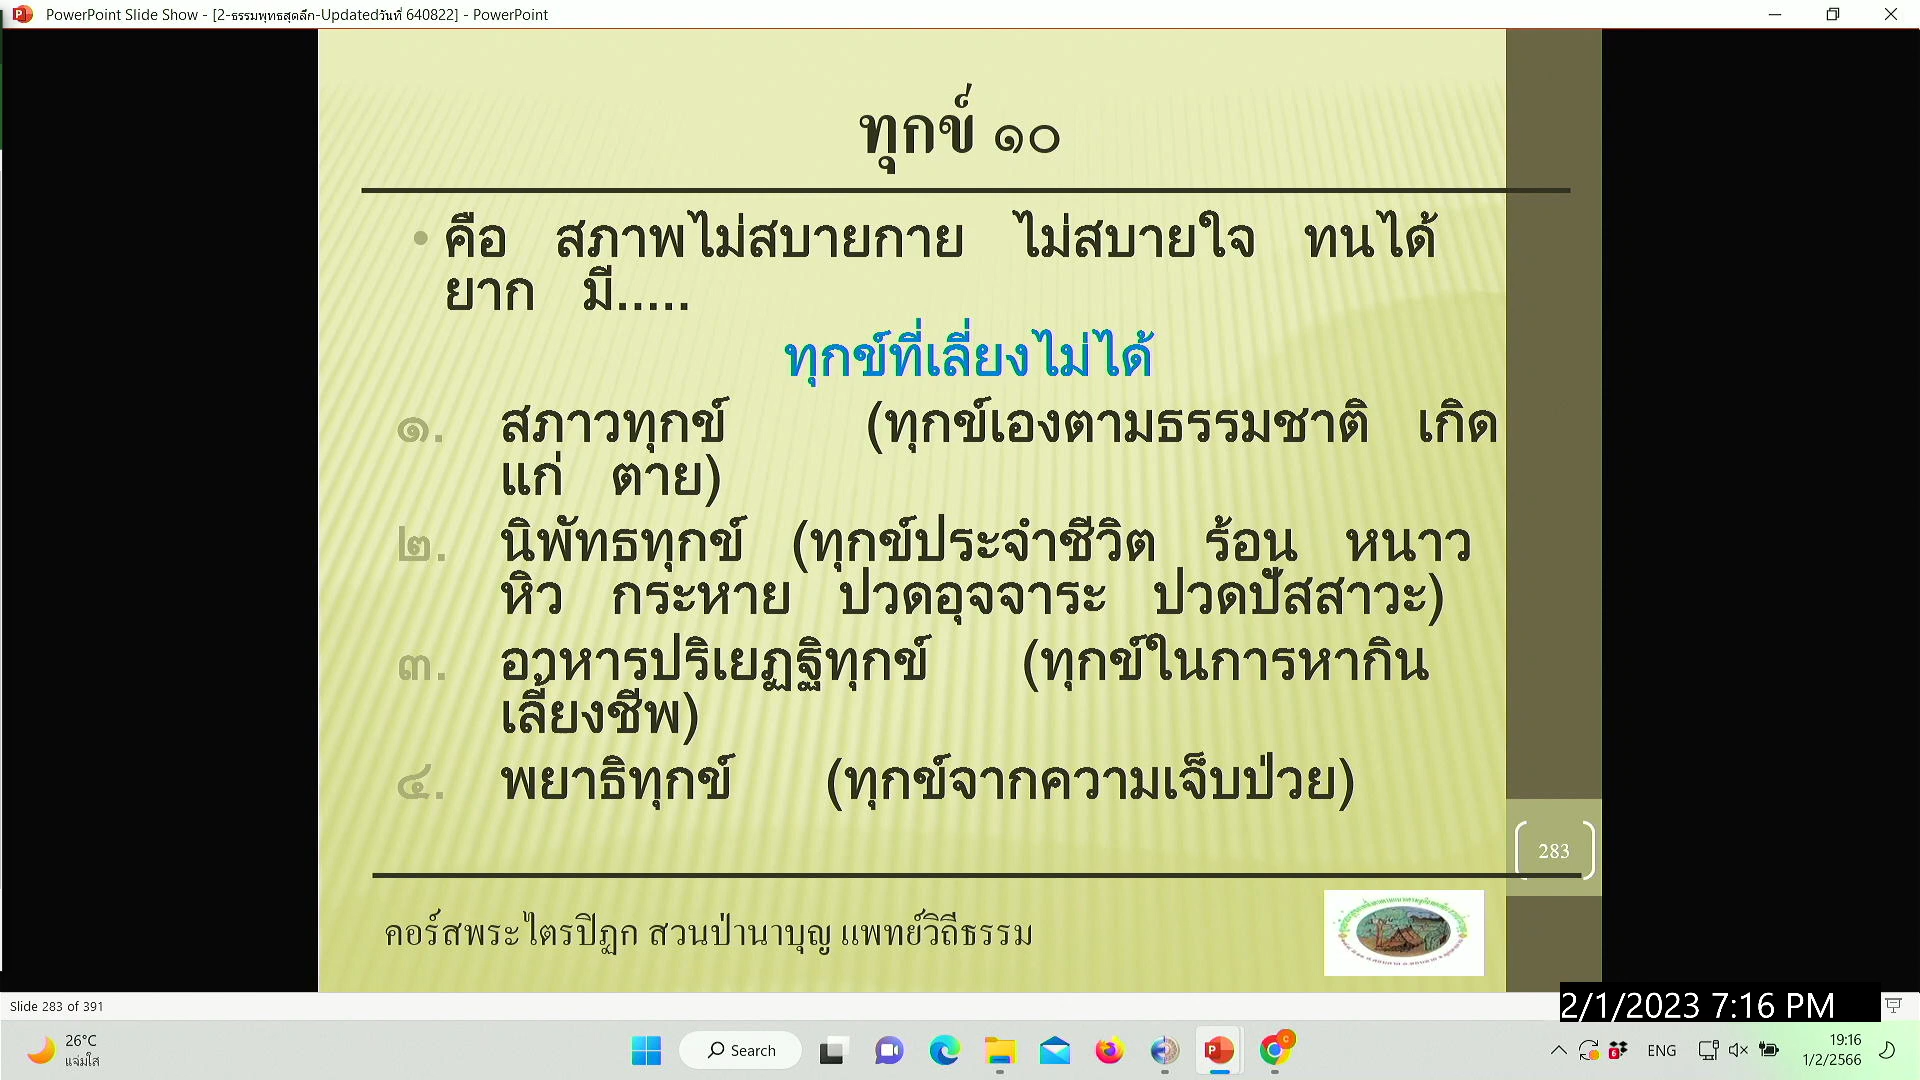 PowerPoint Slide Show - [2-ธรรมพุทธสุดลึก-Updatedวันที่ 640822] - PowerPoint
ทุกข์ ๑๐
• คือ สภาพไม่สบายกาย ไม่สบายใจ ทนได้
ยาก มี.....
ทุกข์ที่เลี่ยงไม่ได้
๑. สภาวทุกข์ (ทุกข์เองตามธรรมชาติ เกิด
แก่ ตาย)
๒. นิพัทธทุกข์ (ทุกข์ประจำชีวิต ร้อน หนาว
หิว กระหาย ปวดอุจจาระ ปวดปัสสาวะ)
๓. อาหารปริเยฏฐิทุกข์ (ทุกข์ในการหากิน
เลี้ยงชีพ)
๔. พยาธิทุกข์ (ทุกข์จากความเจ็บป่วย)
283
คอร์สพระไตรปิฎก สวนป่านาบุญ แพทย์วิถีธรรม
Slide 283 of 391
2/1/2023 7:16 PM
26°C
แจ่มใส
Search
ENG
19:16
1/2/2566